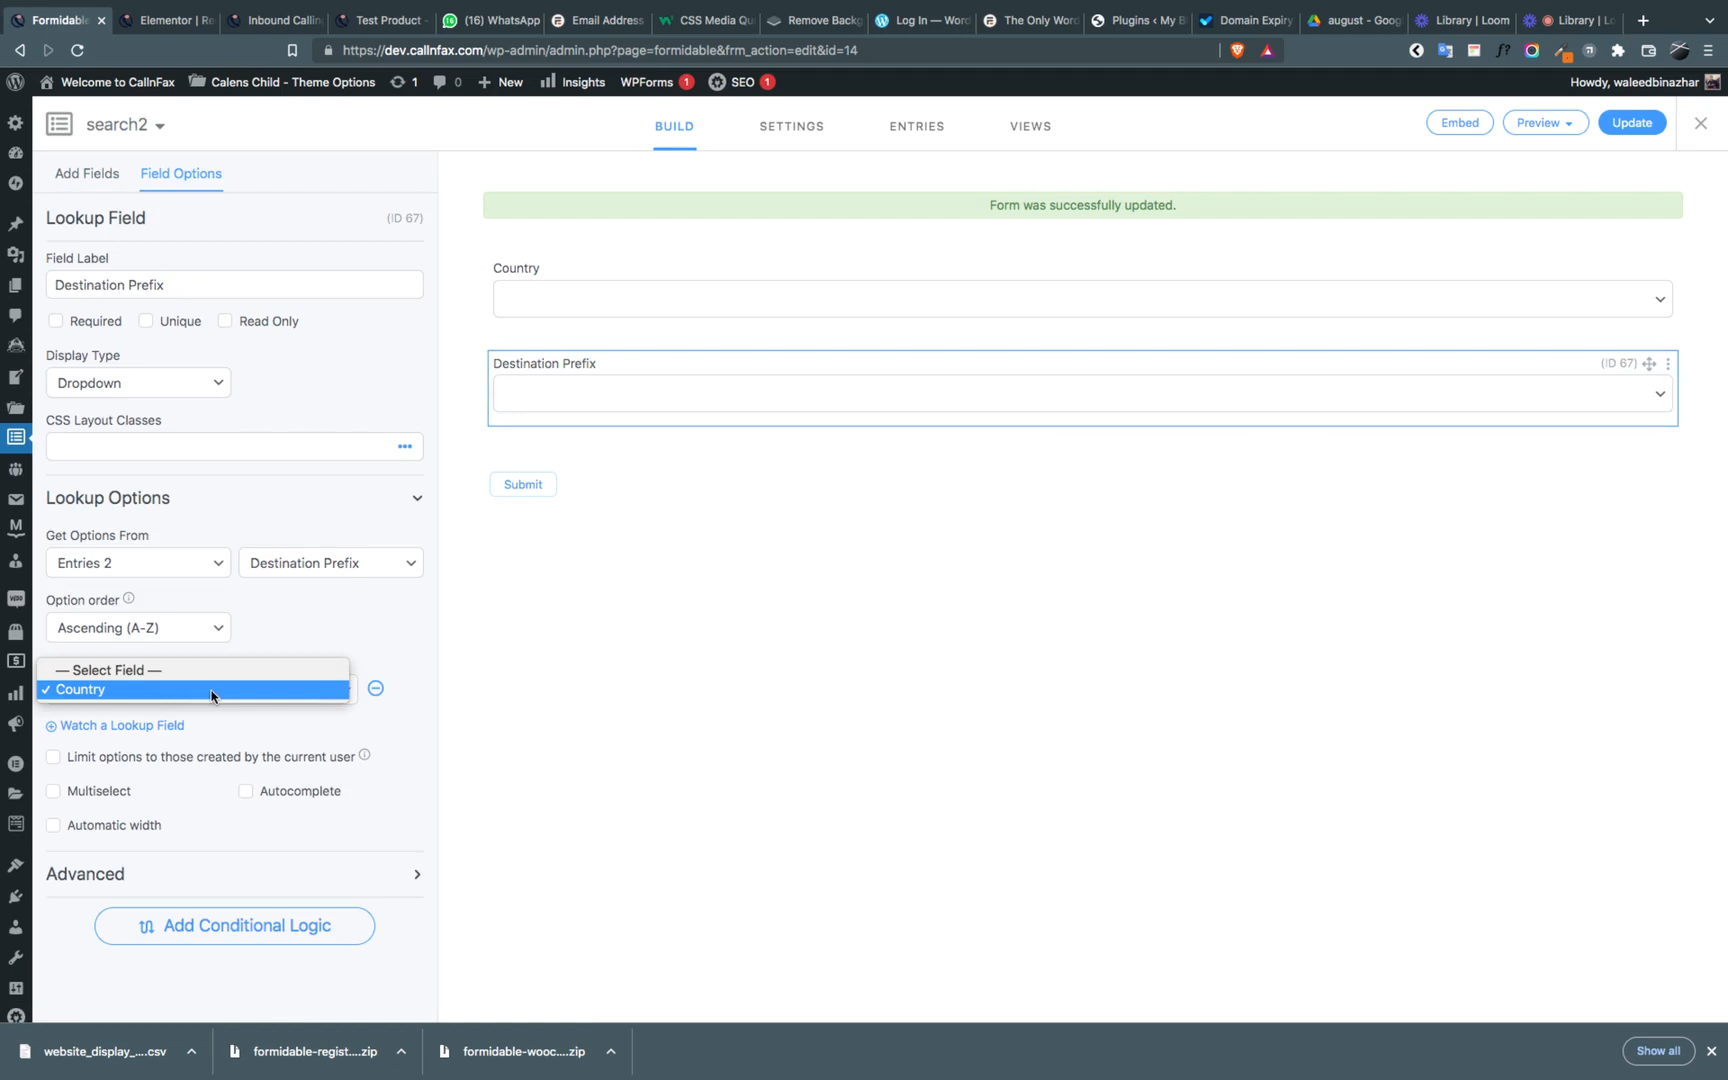 Formidable
Elementor | Re
Inbound Callin
Test Product -
(16) WhatsApp
Email Address
CSS Media Qu
Remove Backg
Log In — Word
The Only Word
Plugins ‹ My B
Domain Expiry
august - Goog
Library | Loom
Library | Lo
https://dev.callnfax.com/wp-admin/admin.php?page=formidable&frm_action=edit&id=14
Welcome to CallnFax
Calens Child - Theme Options
1
0
New
Insights
WPForms 1
SEO 1
Howdy, waleedbinazhar
search2
BUILD
SETTINGS
ENTRIES
VIEWS
Embed
Preview
Update
Add Fields
Field Options
Lookup Field
(ID 67)
Field Label
Destination Prefix
Required
Unique
Read Only
Display Type
Dropdown
CSS Layout Classes
Lookup Options
Get Options From
Entries 2
Destination Prefix
Option order
Ascending (A-Z)
— Select Field —
✓ Country
Watch a Lookup Field
Limit options to those created by the current user
Multiselect
Autocomplete
Automatic width
Advanced
Add Conditional Logic
Form was successfully updated.
Country
Destination Prefix
(ID 67)
Submit
website_display_....csv
formidable-regist....zip
formidable-wooc....zip
Show all